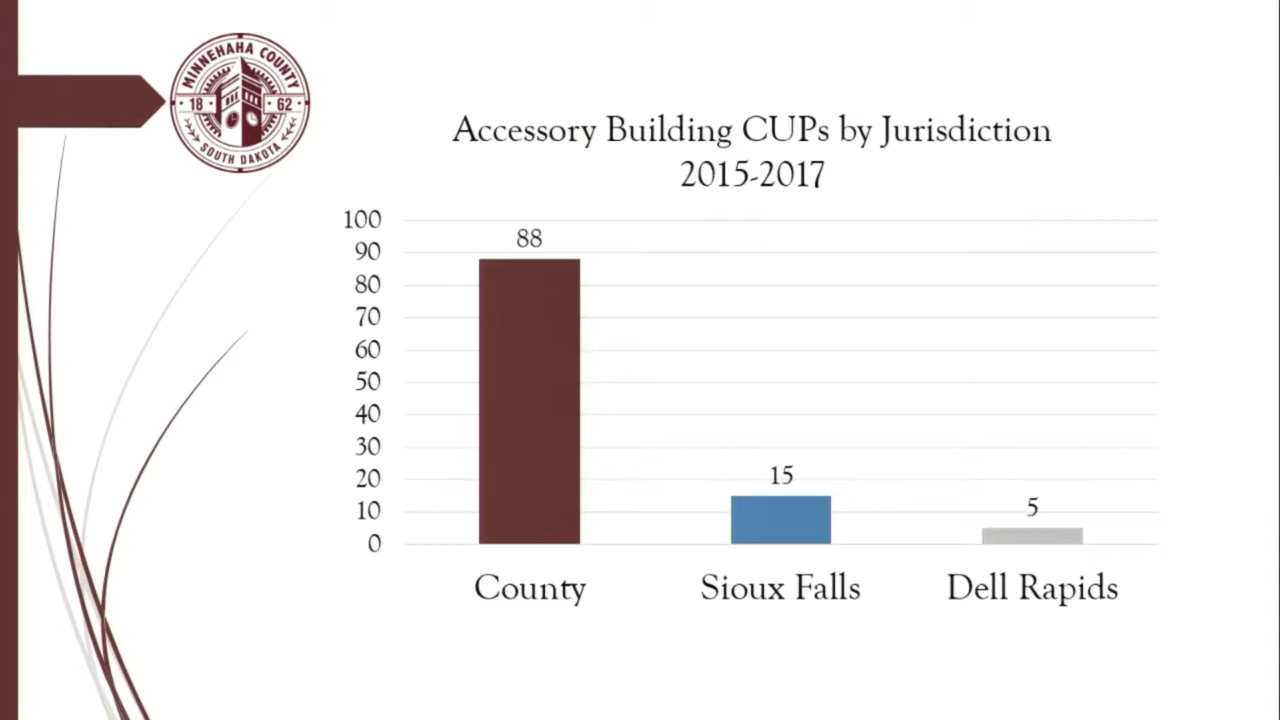 MINNEHAHA COUNTY
18 62
SOUTH DAKOTA
Accessory Building CUPs by Jurisdiction
2015-2017
100
90
80
70
60
50
40
30
20
10
0
88
15
5
County
Sioux Falls
Dell Rapids